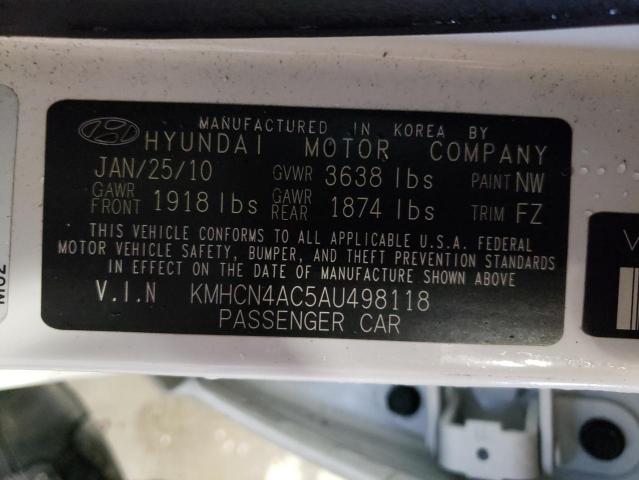 MANUFACTURED IN KOREA BY
HYUNDAI MOTOR COMPANY
JAN/25/10 GVWR 3638 lbs PAINT NW
GAWR FRONT 1918 lbs GAWR REAR 1874 lbs TRIM FZ
THIS VEHICLE CONFORMS TO ALL APPLICABLE U.S.A. FEDERAL
MOTOR VEHICLE SAFETY, BUMPER, AND THEFT PREVENTION STANDARDS
IN EFFECT ON THE DATE OF MANUFACTURE SHOWN ABOVE
V.I.N KMHCN4AC5AU498118
PASSENGER CAR